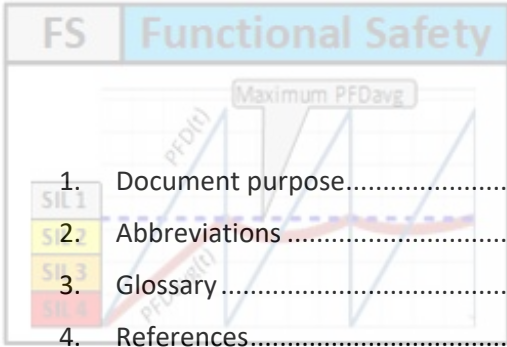 FS Functional Safety
Maximum PFDavg
PFD(t)
1. Document purpose....................
SIL 1
2. Abbreviations ............................
SIL 2
3. Glossary .....................................
SIL 3
PFDavg(t)
SIL 4
4. References.................................